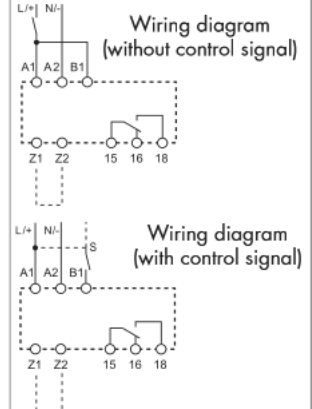 L/+ N/-
Wiring diagram
(without control signal)
A1 A2 B1
Z1 Z2 15 16 18
L/+ N/-
Wiring diagram
(with control signal)
S
A1 A2 B1
Z1 Z2 15 16 18